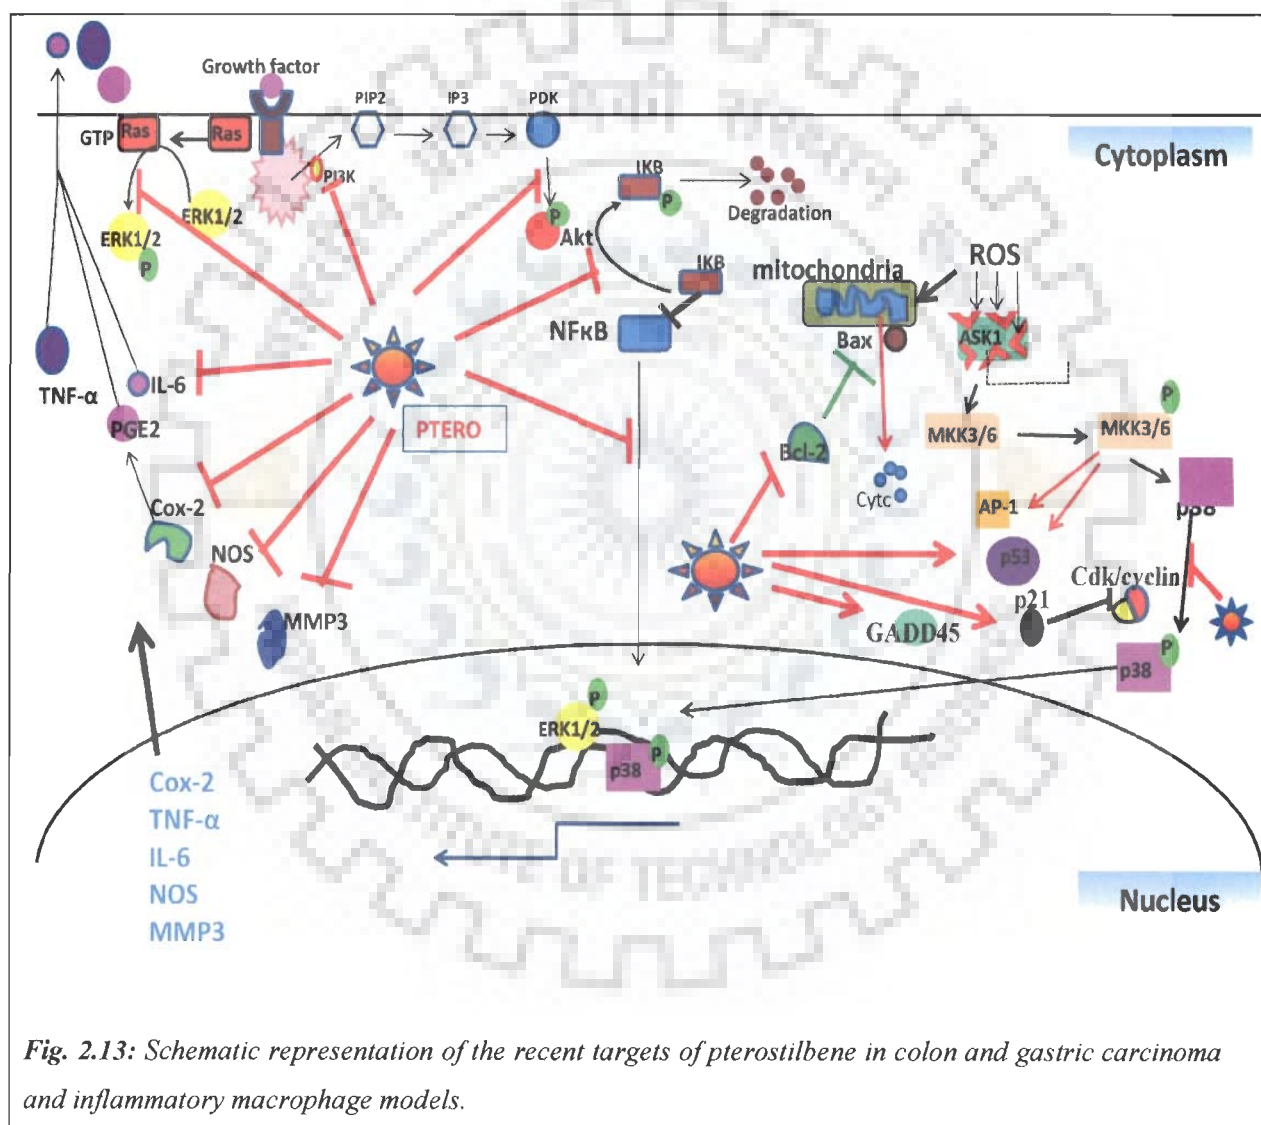 Growth factor
PIP2
IP3
PDK
GTP
Ras
Ras
PI3K
IKB
P
Degradation
Cytoplasm
ERK1/2
ERK1/2
P
P
Akt
IKB
NFκB
mitochondria
ROS
Bax
ASK1
TNF-α
IL-6
PGE2
PTERO
Bcl-2
MKK3/6
MKK3/6
P
Cytc
Cox-2
NOS
MMP3
AP-1
p53
p38
Cdk/cyclin
p21
GADD45
P
p38
P
ERK1/2
P
p38
Cox-2
TNF-α
IL-6
NOS
MMP3
OF TECHNOLOGY
Nucleus
Fig. 2.13: Schematic representation of the recent targets of pterostilbene in colon and gastric carcinoma
and inflammatory macrophage models.